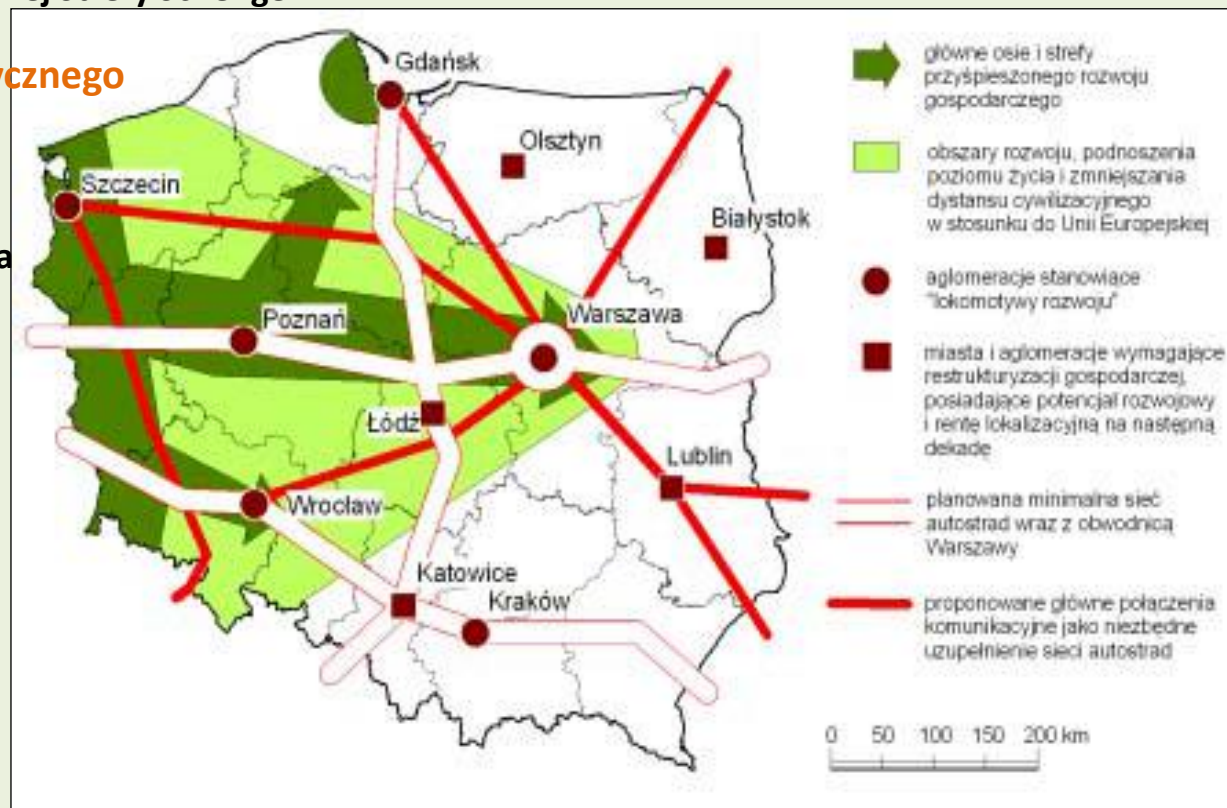 ycznego
a
Gdańsk
Olsztyn
Szczecin
Białystok
Poznań
Warszawa
Łódź
Lublin
Wrocław
Katowice
Kraków
główne osie i strefy
przyśpieszonego rozwoju
gospodarczego
obszary rozwoju, podnoszenia
poziomu życia i zmniejszania
dystansu cywilizacyjnego
w stosunku do Unii Europejskiej
aglomeracje stanowiące
"lokomotywy rozwoju"
miasta i aglomeracje wymagające
restrukturyzacji gospodarczej,
posiadające potencjał rozwojowy
i rentę lokalizacyjną na następną
dekadę
planowana minimalna sieć
autostrad wraz z obwodnicą
Warszawy
proponowane główne połączenia
komunikacyjne jako niezbędne
uzupełnienie sieci autostrad
0 50 100 150 200 km